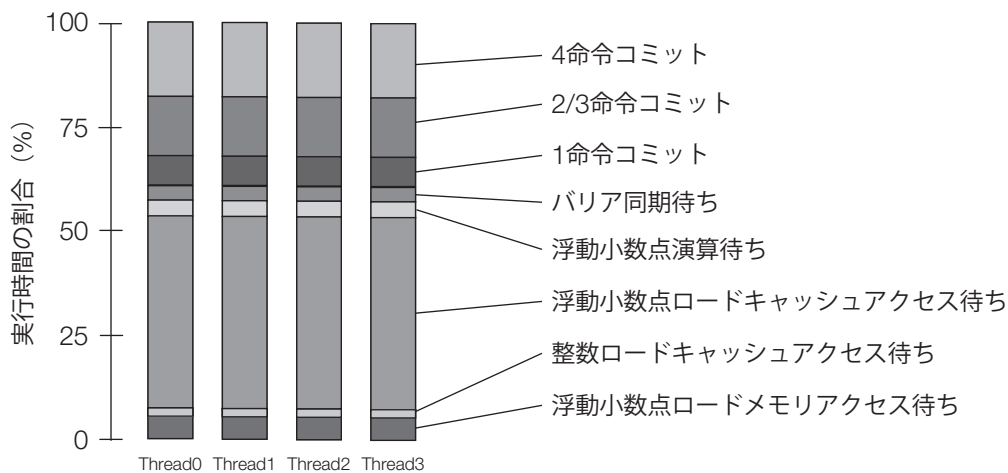 100
75
50
25
0
実行時間の割合（%）
Thread0
Thread1
Thread2
Thread3
4命令コミット
2/3命令コミット
1命令コミット
バリア同期待ち
浮動小数点演算待ち
浮動小数点ロードキャッシュアクセス待ち
整数ロードキャッシュアクセス待ち
浮動小数点ロードメモリアクセス待ち